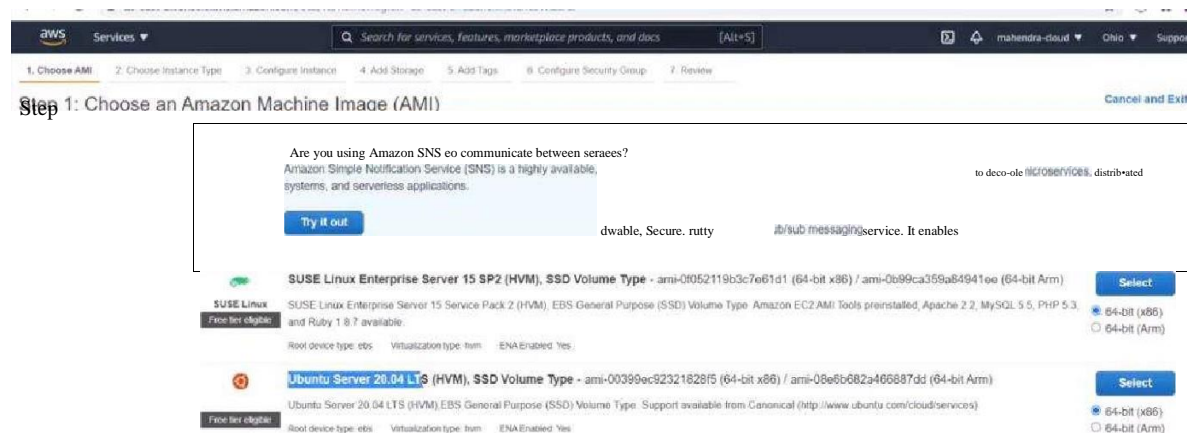 aws Services ▼ Search for services, features, marketplace products, and docs [Alt+S] mahendra-cloud ▼ Ohio ▼ Suppor
1. Choose AMI 2. Choose Instance Type 3. Configure Instance 4. Add Storage 5. Add Tags 6. Configure Security Group 7. Review
Step 1: Choose an Amazon Machine Image (AMI) Cancel and Exit
Step
Are you using Amazon SNS eo communicate between seraees?
Amazon Simple Notification Service (SNS) is a highly available, to deco-ole microservices, distrib•ated
systems, and serverless applications.
Try it out
dwable, Secure. rutty ub/sub messaging service. It enables
SUSE Linux Enterprise Server 15 SP2 (HVM), SSD Volume Type - ami-0f052119b3c7e61d1 (64-bit x86) / ami-0b99ca359a84941ee (64-bit Arm) Select
SUSE Linux SUSE Linux Enterprise Server 15 Service Pack 2 (HVM), EBS General Purpose (SSD) Volume Type. Amazon EC2 AMI Tools preinstalled, Apache 2.2, MySQL 5.5, PHP 5.3, 64-bit (x86)
Free tier eligible and Ruby 1.8.7 available. 64-bit (Arm)
Root device type: ebs Virtualization type: hvm ENA Enabled: Yes
Ubuntu Server 20.04 LTS (HVM), SSD Volume Type - ami-00399ec92321828f5 (64-bit x86) / ami-08e6b682a466887dd (64-bit Arm) Select
Ubuntu Server 20.04 LTS (HVM),EBS General Purpose (SSD) Volume Type. Support available from Canonical (http://www.ubuntu.com/cloud/services). 64-bit (x86)
Free tier eligible Root device type: ebs Virtualization type: hvm ENA Enabled: Yes 64-bit (Arm)